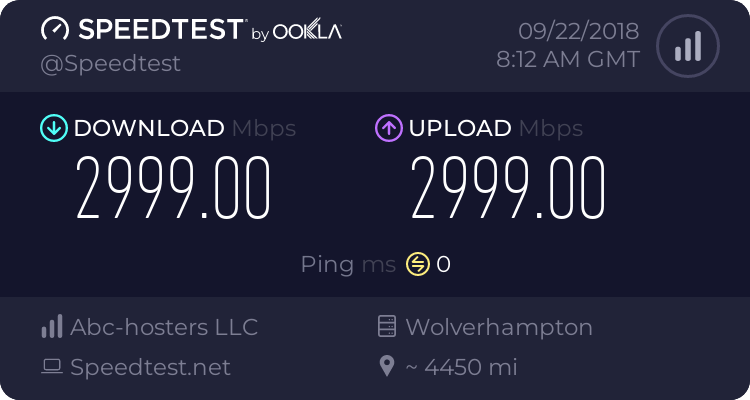 SPEEDTEST by OOKLA
@Speedtest
09/22/2018
8:12 AM GMT
DOWNLOAD Mbps
2999.00
UPLOAD Mbps
2999.00
Ping ms 0
Abc-hosters LLC
Wolverhampton
Speedtest.net
~ 4450 mi